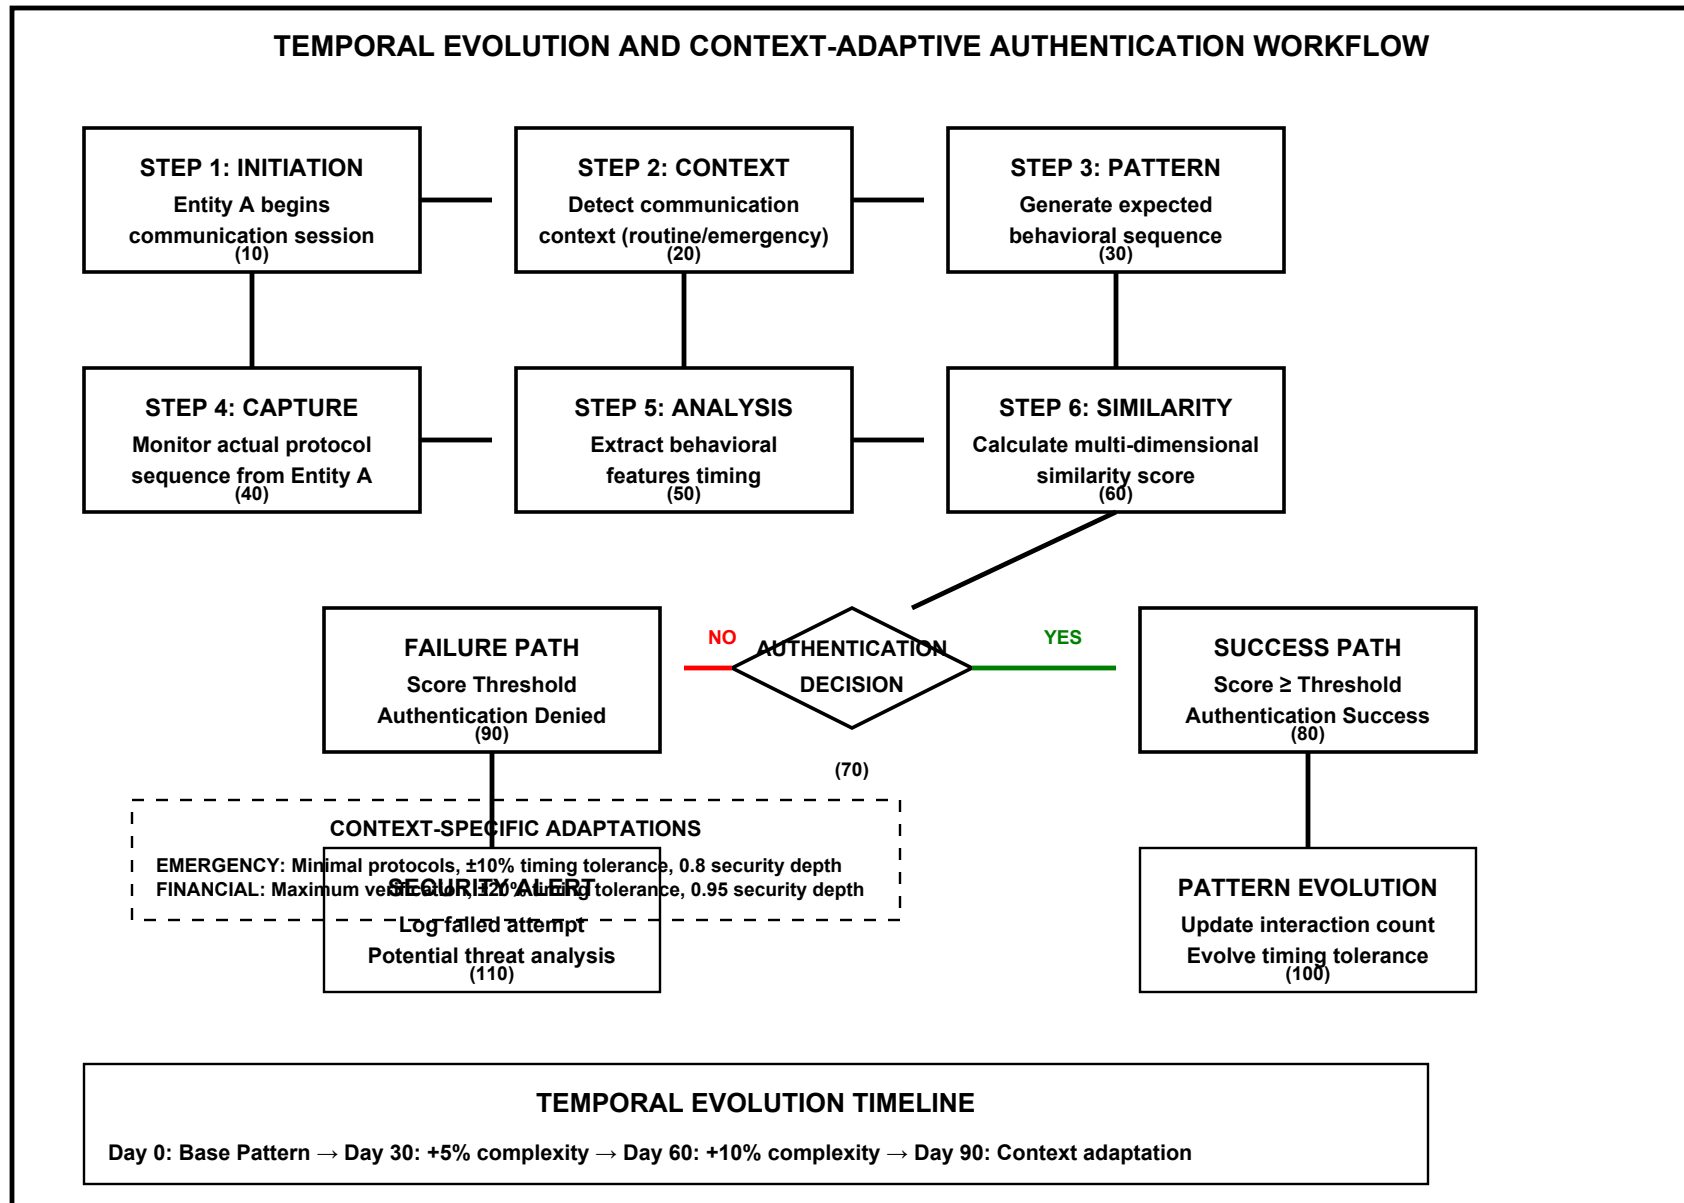 TEMPORAL EVOLUTION AND CONTEXT-ADAPTIVE AUTHENTICATION WORKFLOW
STEP 1: INITIATION
Entity A begins
communication session
(10)
STEP 2: CONTEXT
Detect communication
context (routine/emergency)
(20)
STEP 3: PATTERN
Generate expected
behavioral sequence
(30)
STEP 4: CAPTURE
Monitor actual protocol
sequence from Entity A
(40)
STEP 5: ANALYSIS
Extract behavioral
features timing
(50)
STEP 6: SIMILARITY
Calculate multi-dimensional
similarity score
(60)
FAILURE PATH
Score Threshold
Authentication Denied
(90)
NO
AUTHENTICATION
DECISION
(70)
YES
SUCCESS PATH
Score ≥ Threshold
Authentication Success
(80)
CONTEXT-SPECIFIC ADAPTATIONS
EMERGENCY: Minimal protocols, ±10% timing tolerance, 0.8 security depth
FINANCIAL: Maximum verification, ±20% timing tolerance, 0.95 security depth
SECURITY ALERT
Log failed attempt
Potential threat analysis
(110)
PATTERN EVOLUTION
Update interaction count
Evolve timing tolerance
(100)
TEMPORAL EVOLUTION TIMELINE
Day 0: Base Pattern → Day 30: +5% complexity → Day 60: +10% complexity → Day 90: Context adaptation